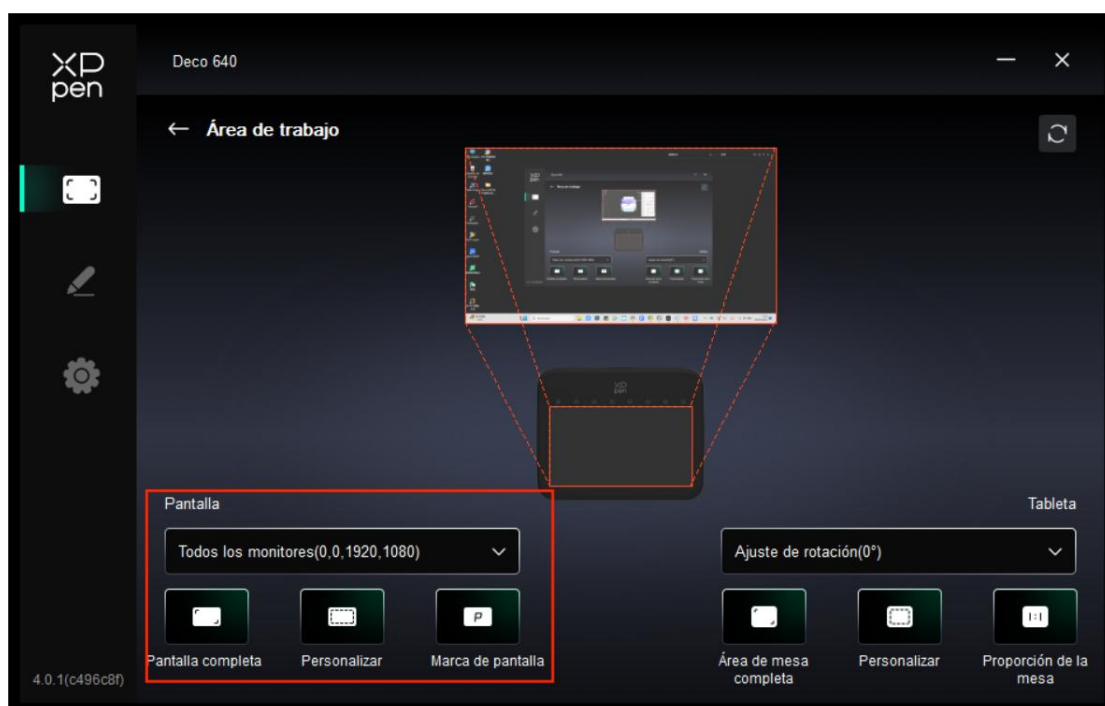 XP
pen
Deco 640
← Área de trabajo
XP
pen
Pantalla
Tableta
Todos los monitores(0,0,1920,1080)
Ajuste de rotación(0°)
Pantalla completa
Personalizar
Marca de pantalla
Área de mesa
completa
Personalizar
Proporción de la
mesa
4.0.1(c496c8f)